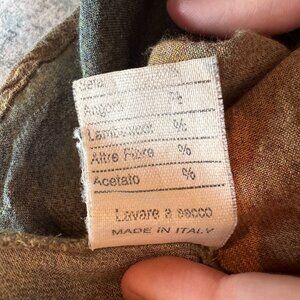 Seta %
Angora %
Lambswool %
Altre Fibre %
Acetato %
Lavare a secco
MADE IN ITALY